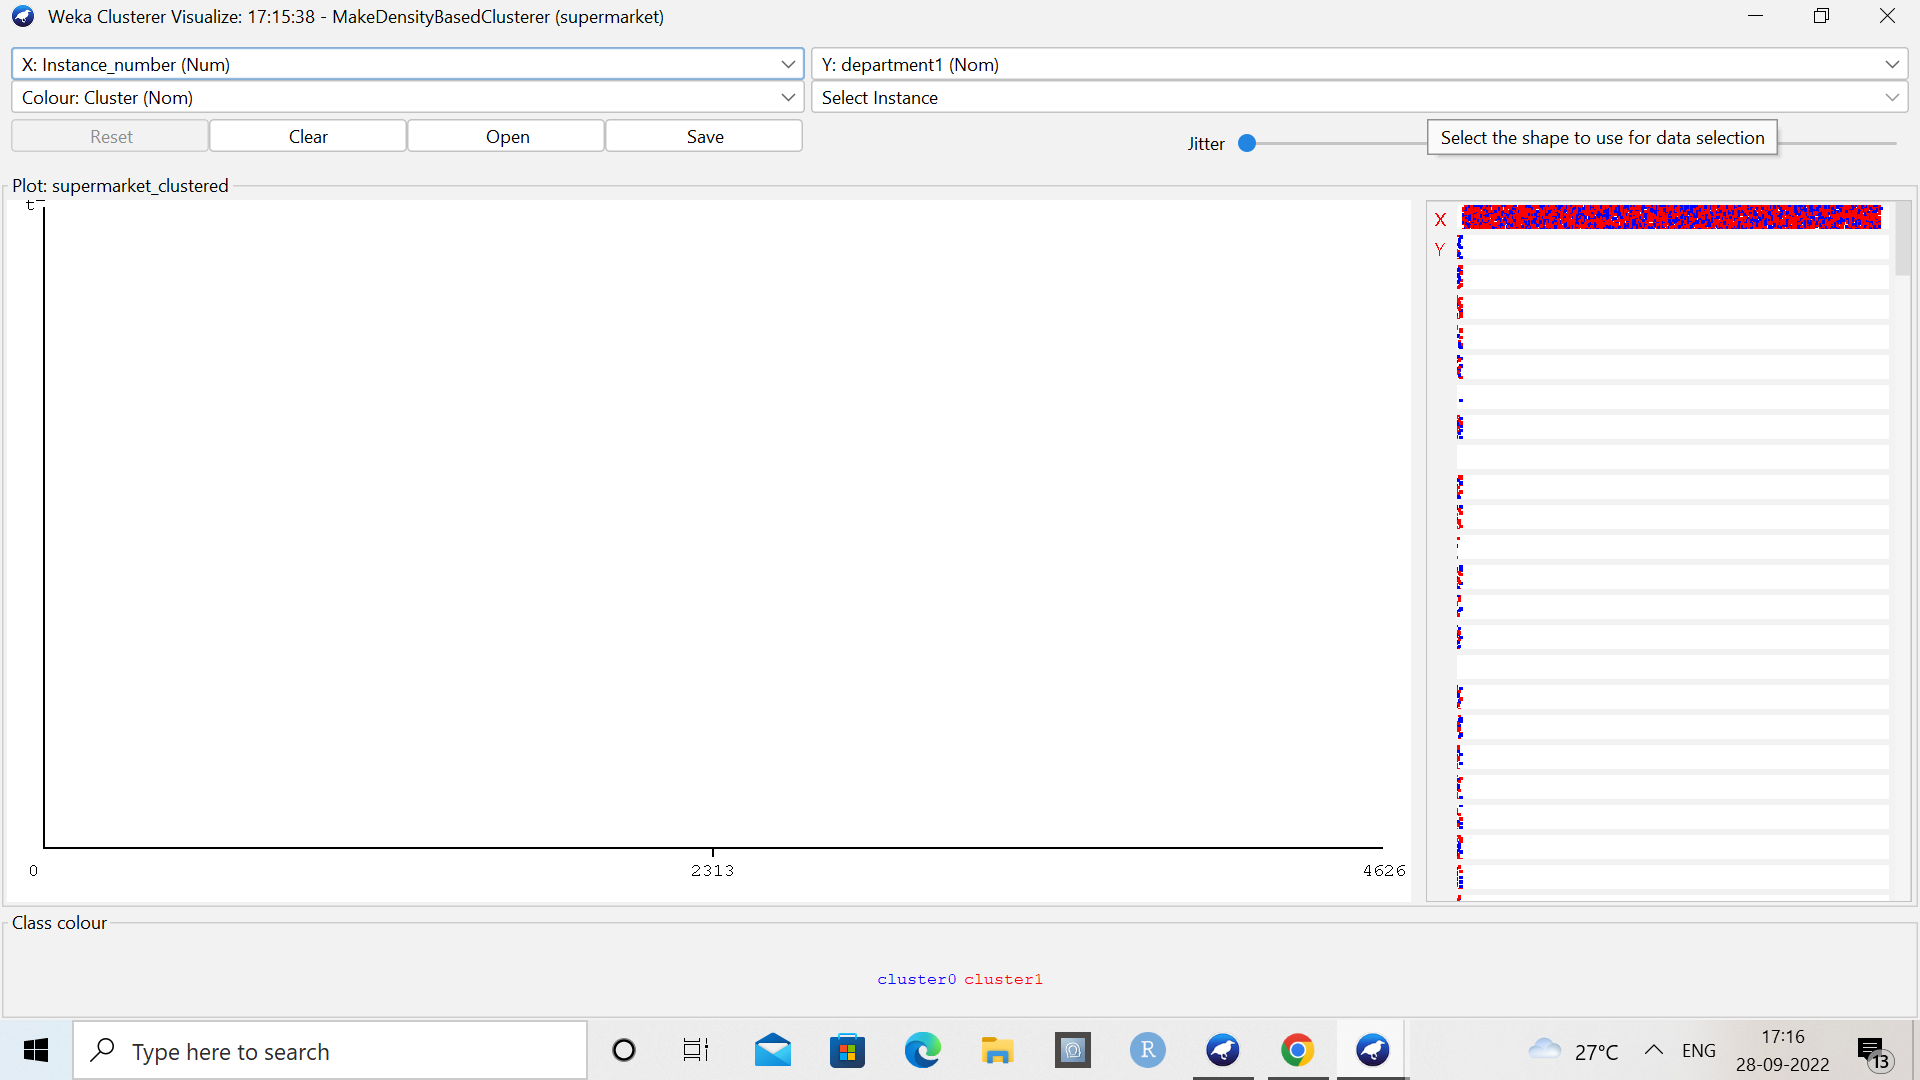 Weka Clusterer Visualize: 17:15:38 - MakeDensityBasedClusterer (supermarket)
X: Instance_number (Num)
Y: department1 (Nom)
Colour: Cluster (Nom)
Select Instance
Reset
Clear
Open
Save
Jitter
Select the shape to use for data selection
Plot: supermarket_clustered
t
X
Y
0
2313
4626
Class colour
cluster0 cluster1
Type here to search
R
27°C
ENG
17:16
28-09-2022
13